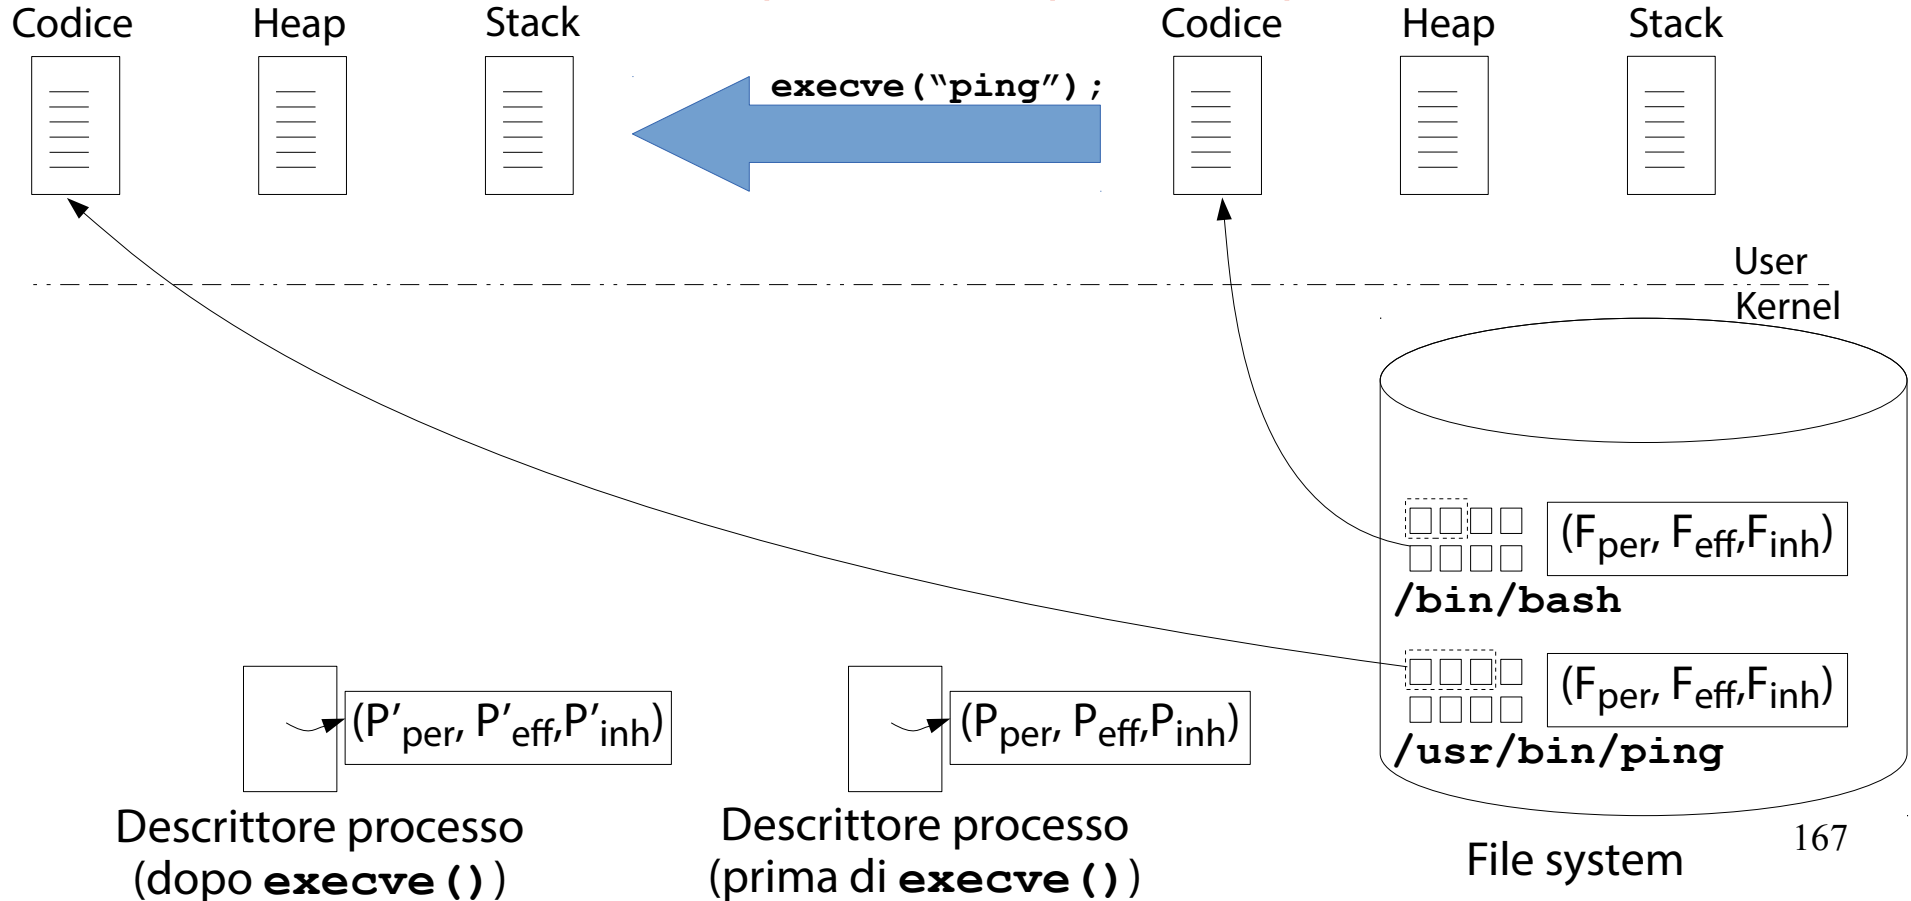 Codice Heap Stack Codice Heap Stack
execve(“ping”);
User
Kernel
(Fper, Feff,Finh)
/bin/bash
(Fper, Feff,Finh)
/usr/bin/ping
(P’per, P’eff,P’inh)
(Pper, Peff,Pinh)
Descrittore processo
(dopo execve())
Descrittore processo
(prima di execve())
File system
167